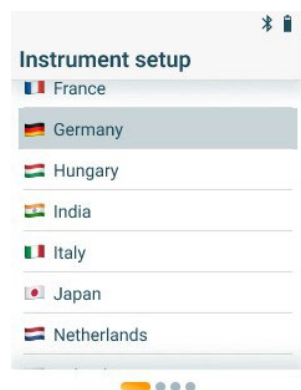 Instrument setup
France
Germany
Hungary
India
Italy
Japan
Netherlands